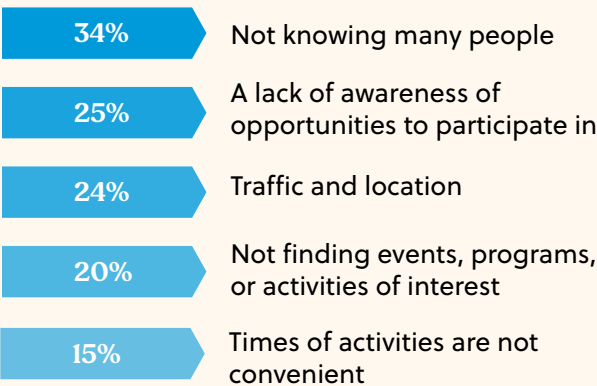 34%
Not knowing many people
25%
A lack of awareness of
opportunities to participate in
24%
Traffic and location
20%
Not finding events, programs,
or activities of interest
15%
Times of activities are not
convenient